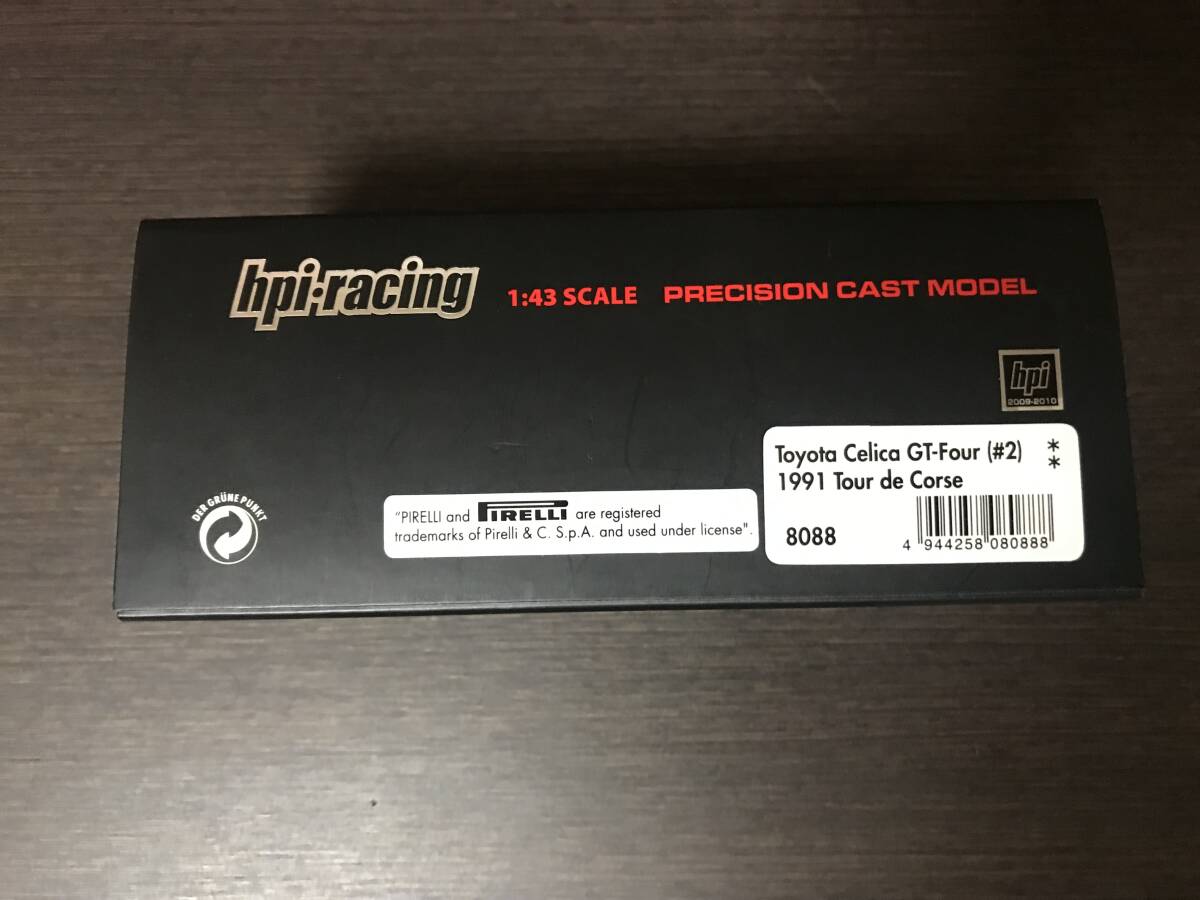 hpi·racing 1:43 SCALE PRECISION CAST MODEL
hpi
2009-2010
Toyota Celica GT-Four (#2) **
1991 Tour de Corse
8088
4 944258 080888
"PIRELLI and PIRELLI are registered
trademarks of Pirelli & C. S.p.A. and used under license".
DER GRÜNE PUNKT